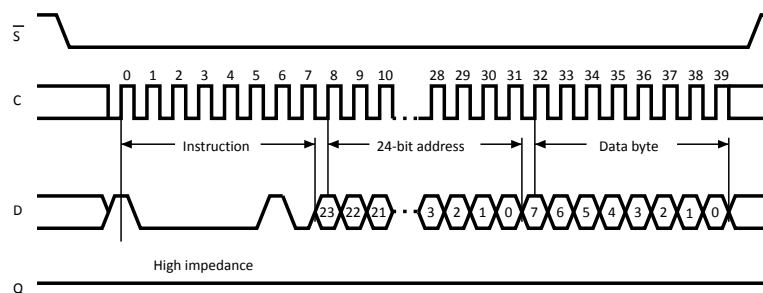 S
0 1 2 3 4 5 6 7 8 9 10 28 29 30 31 32 33 34 35 36 37 38 39
C
Instruction 24-bit address Data byte
D
23 22 21 3 2 1 0 7 6 5 4 3 2 1 0
High impedance
Q